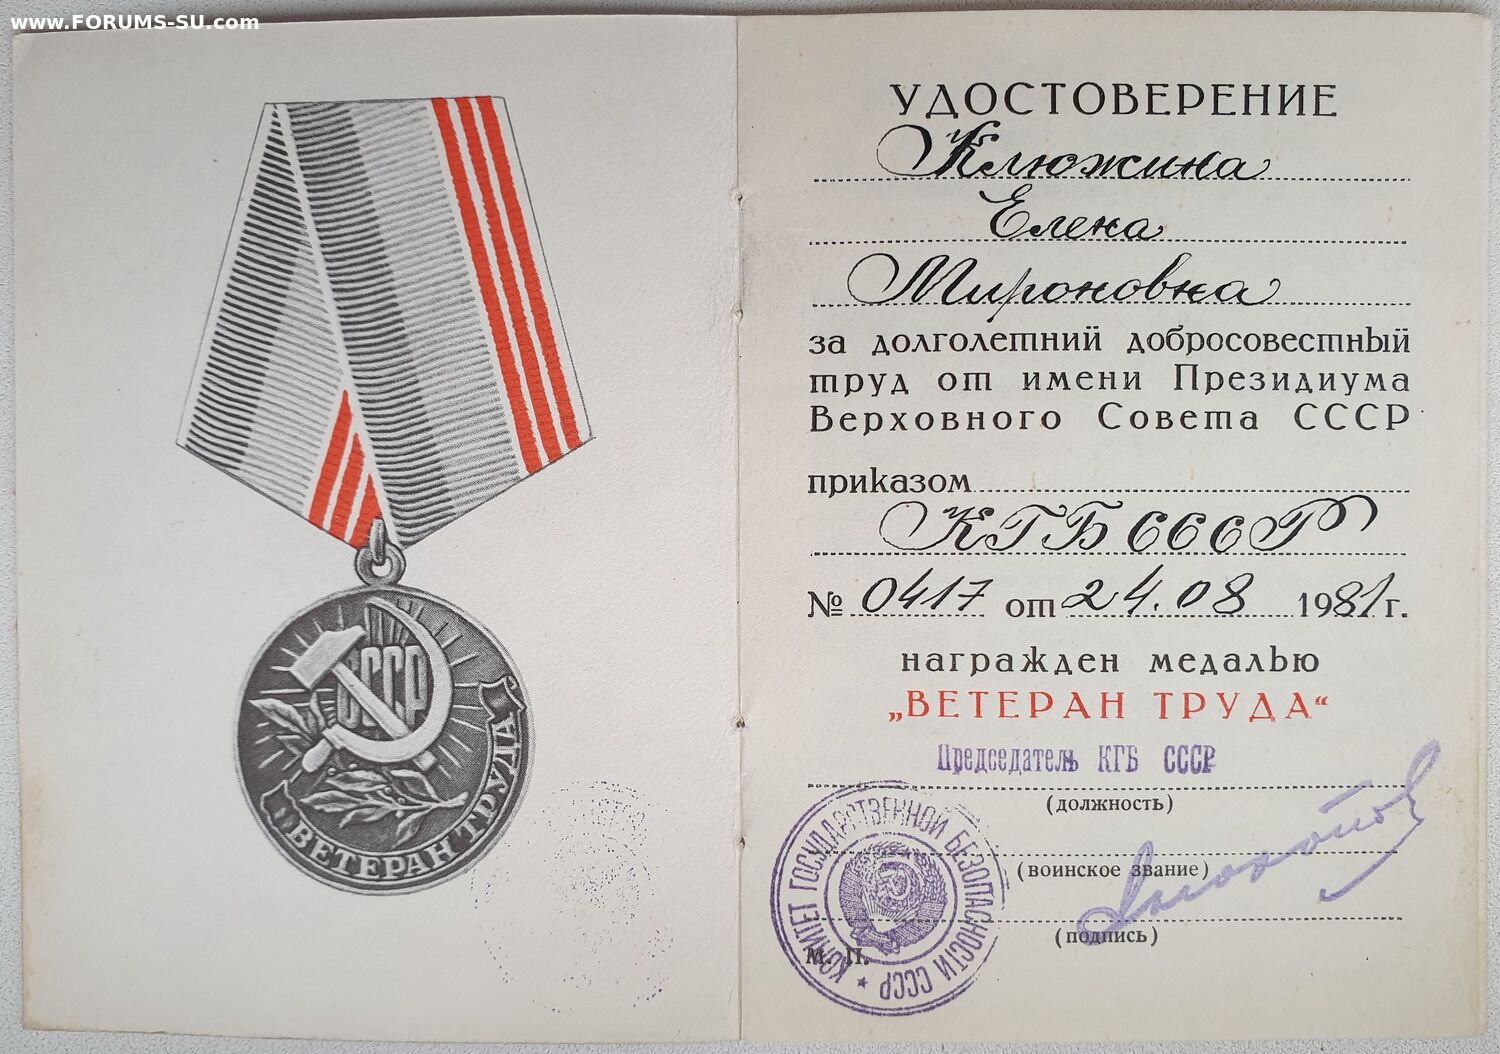 www.FORUMS-SU.com
СССР
ВЕТЕРАН ТРУДА
УДОСТОВЕРЕНИЕ
Клюжина
Елена
Мироновна
за долголетний добросовестный
труд от имени Президиума
Верховного Совета СССР
приказом
КГБ СССР
№ 0417 от 24.08 1981 г.
награжден медалью
„ВЕТЕРАН ТРУДА“
Председатель КГБ СССР
(должность)
(воинское звание)
(подпись)
М. П.
КОМИТЕТ ГОСУДАРСТВЕННОЙ БЕЗОПАСНОСТИ СССР